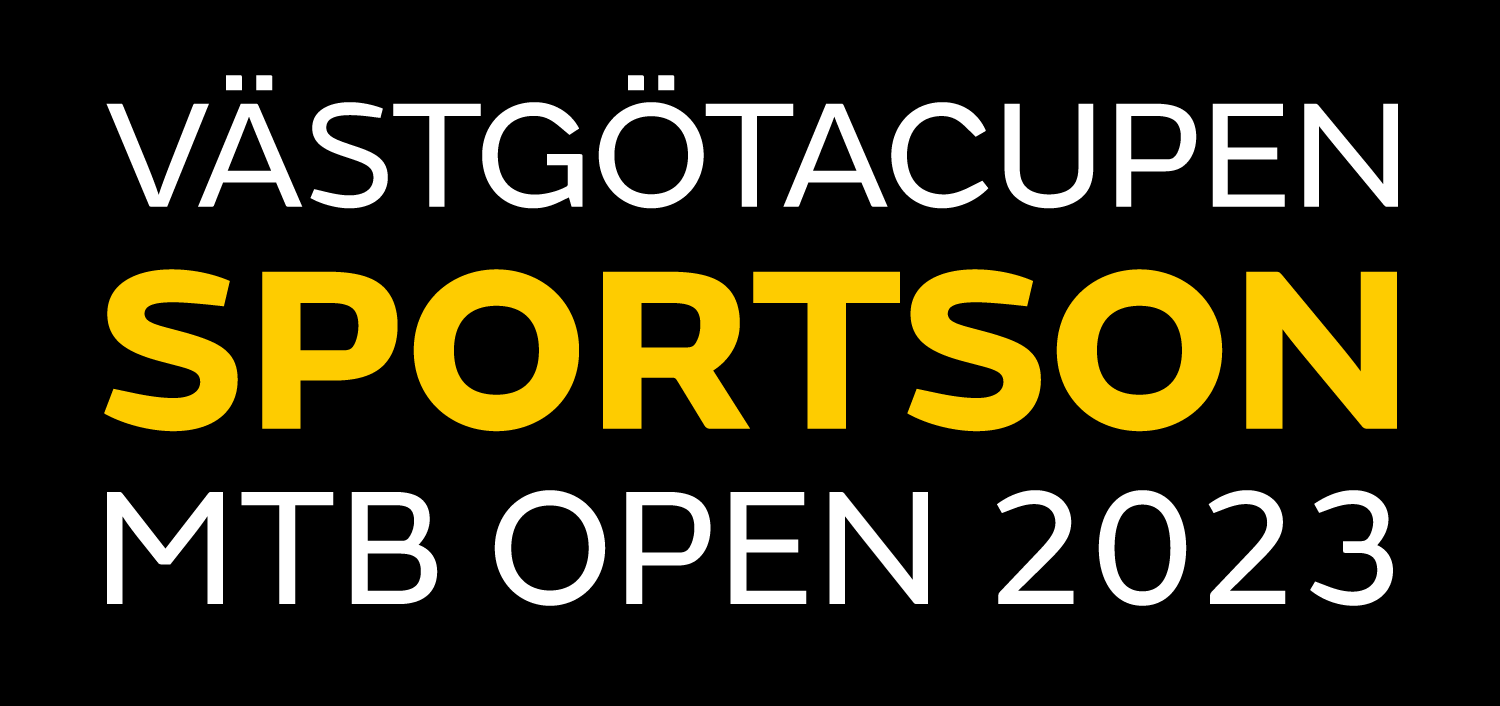 VÄSTGÖTACUPEN
SPORTSON
MTB OPEN 2023